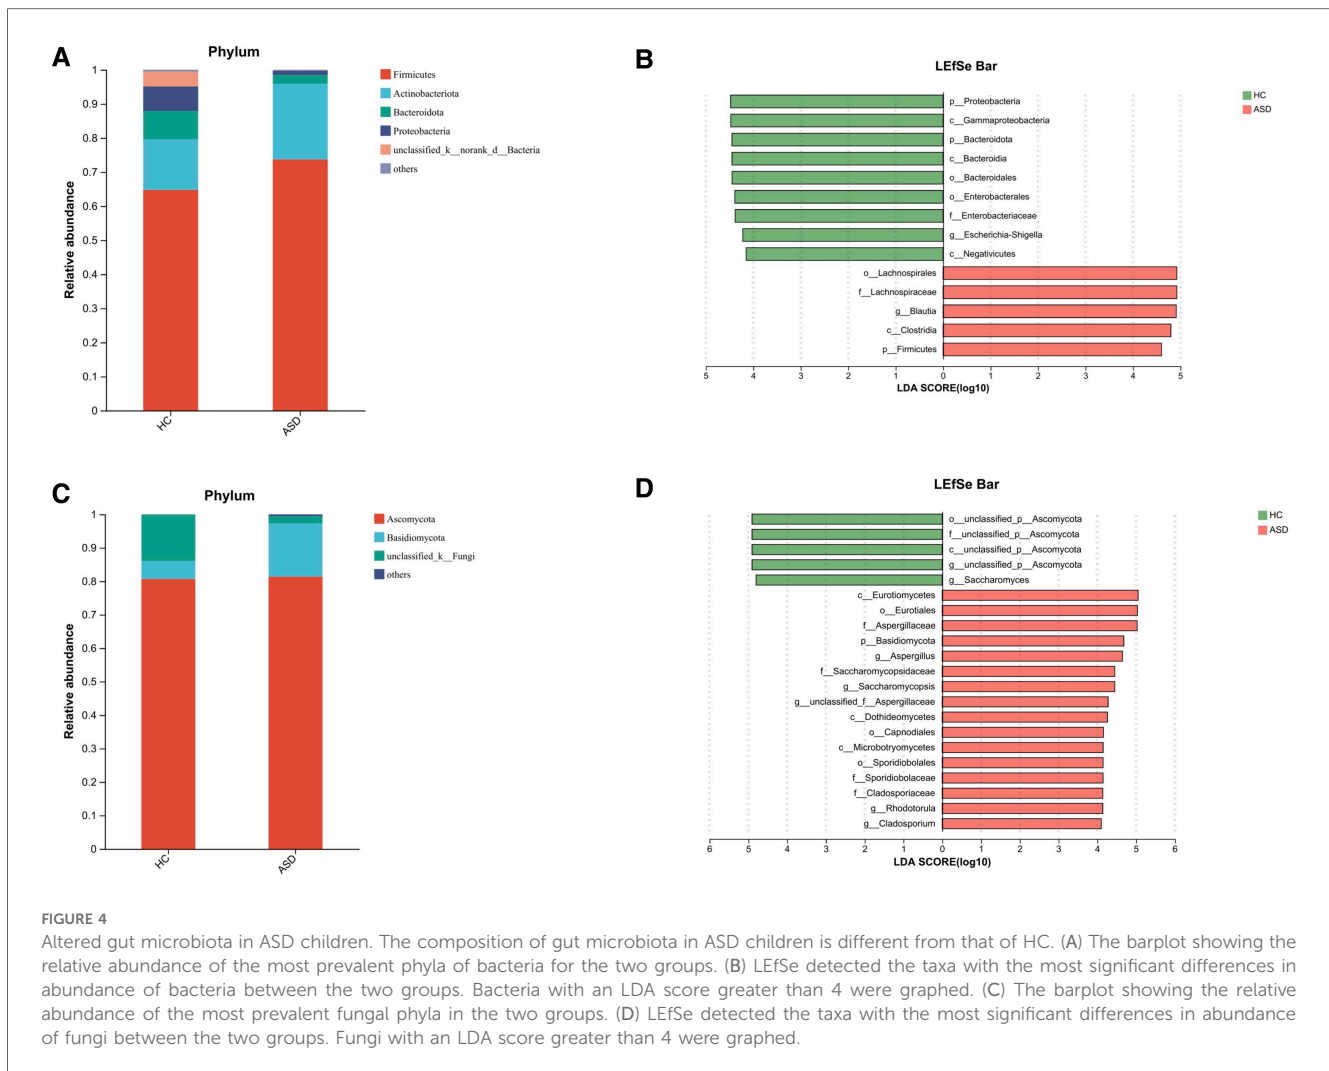 A
Phylum
Relative abundance
1
0.9
0.8
0.7
0.6
0.5
0.4
0.3
0.2
0.1
0
HC
ASD
Firmicutes
Actinobacteriota
Bacteroidota
Proteobacteria
unclassified_k__norank_d__Bacteria
others
B
LEfSe Bar
HC
ASD
p__Proteobacteria
c__Gammaproteobacteria
p__Bacteroidota
c__Bacteroidia
o__Bacteroidales
o__Enterobacterales
f__Enterobacteriaceae
g__Escherichia-Shigella
c__Negativicutes
o__Lachnospirales
f__Lachnospiraceae
g__Blautia
c__Clostridia
p__Firmicutes
5 4 3 2 1 0 1 2 3 4 5
LDA SCORE(log10)
C
Phylum
Relative abundance
1
0.9
0.8
0.7
0.6
0.5
0.4
0.3
0.2
0.1
0
HC
ASD
Ascomycota
Basidiomycota
unclassified_k__Fungi
others
D
LEfSe Bar
HC
ASD
o__unclassified_p__Ascomycota
f__unclassified_p__Ascomycota
c__unclassified_p__Ascomycota
g__unclassified_p__Ascomycota
g__Saccharomyces
c__Eurotiomycetes
o__Eurotiales
f__Aspergillaceae
p__Basidiomycota
g__Aspergillus
f__Saccharomycopsidaceae
g__Saccharomycopsis
g__unclassified_f__Aspergillaceae
c__Dothideomycetes
o__Capnodiales
c__Microbotryomycetes
o__Sporidiobolales
f__Sporidiobolaceae
f__Cladosporiaceae
g__Rhodotorula
g__Cladosporium
6 5 4 3 2 1 0 1 2 3 4 5 6
LDA SCORE(log10)
FIGURE 4
Altered gut microbiota in ASD children. The composition of gut microbiota in ASD children is different from that of HC. (A) The barplot showing the
relative abundance of the most prevalent phyla of bacteria for the two groups. (B) LEfSe detected the taxa with the most significant differences in
abundance of bacteria between the two groups. Bacteria with an LDA score greater than 4 were graphed. (C) The barplot showing the relative
abundance of the most prevalent fungal phyla in the two groups. (D) LEfSe detected the taxa with the most significant differences in abundance
of fungi between the two groups. Fungi with an LDA score greater than 4 were graphed.